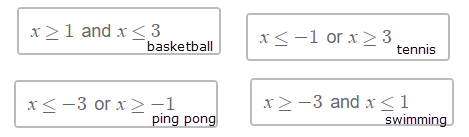 x ≥ 1 and x ≤ 3
basketball
x ≤ −1 or x ≥ 3
tennis
x ≤ −3 or x ≥ −1
ping pong
x ≥ −3 and x ≤ 1
swimming